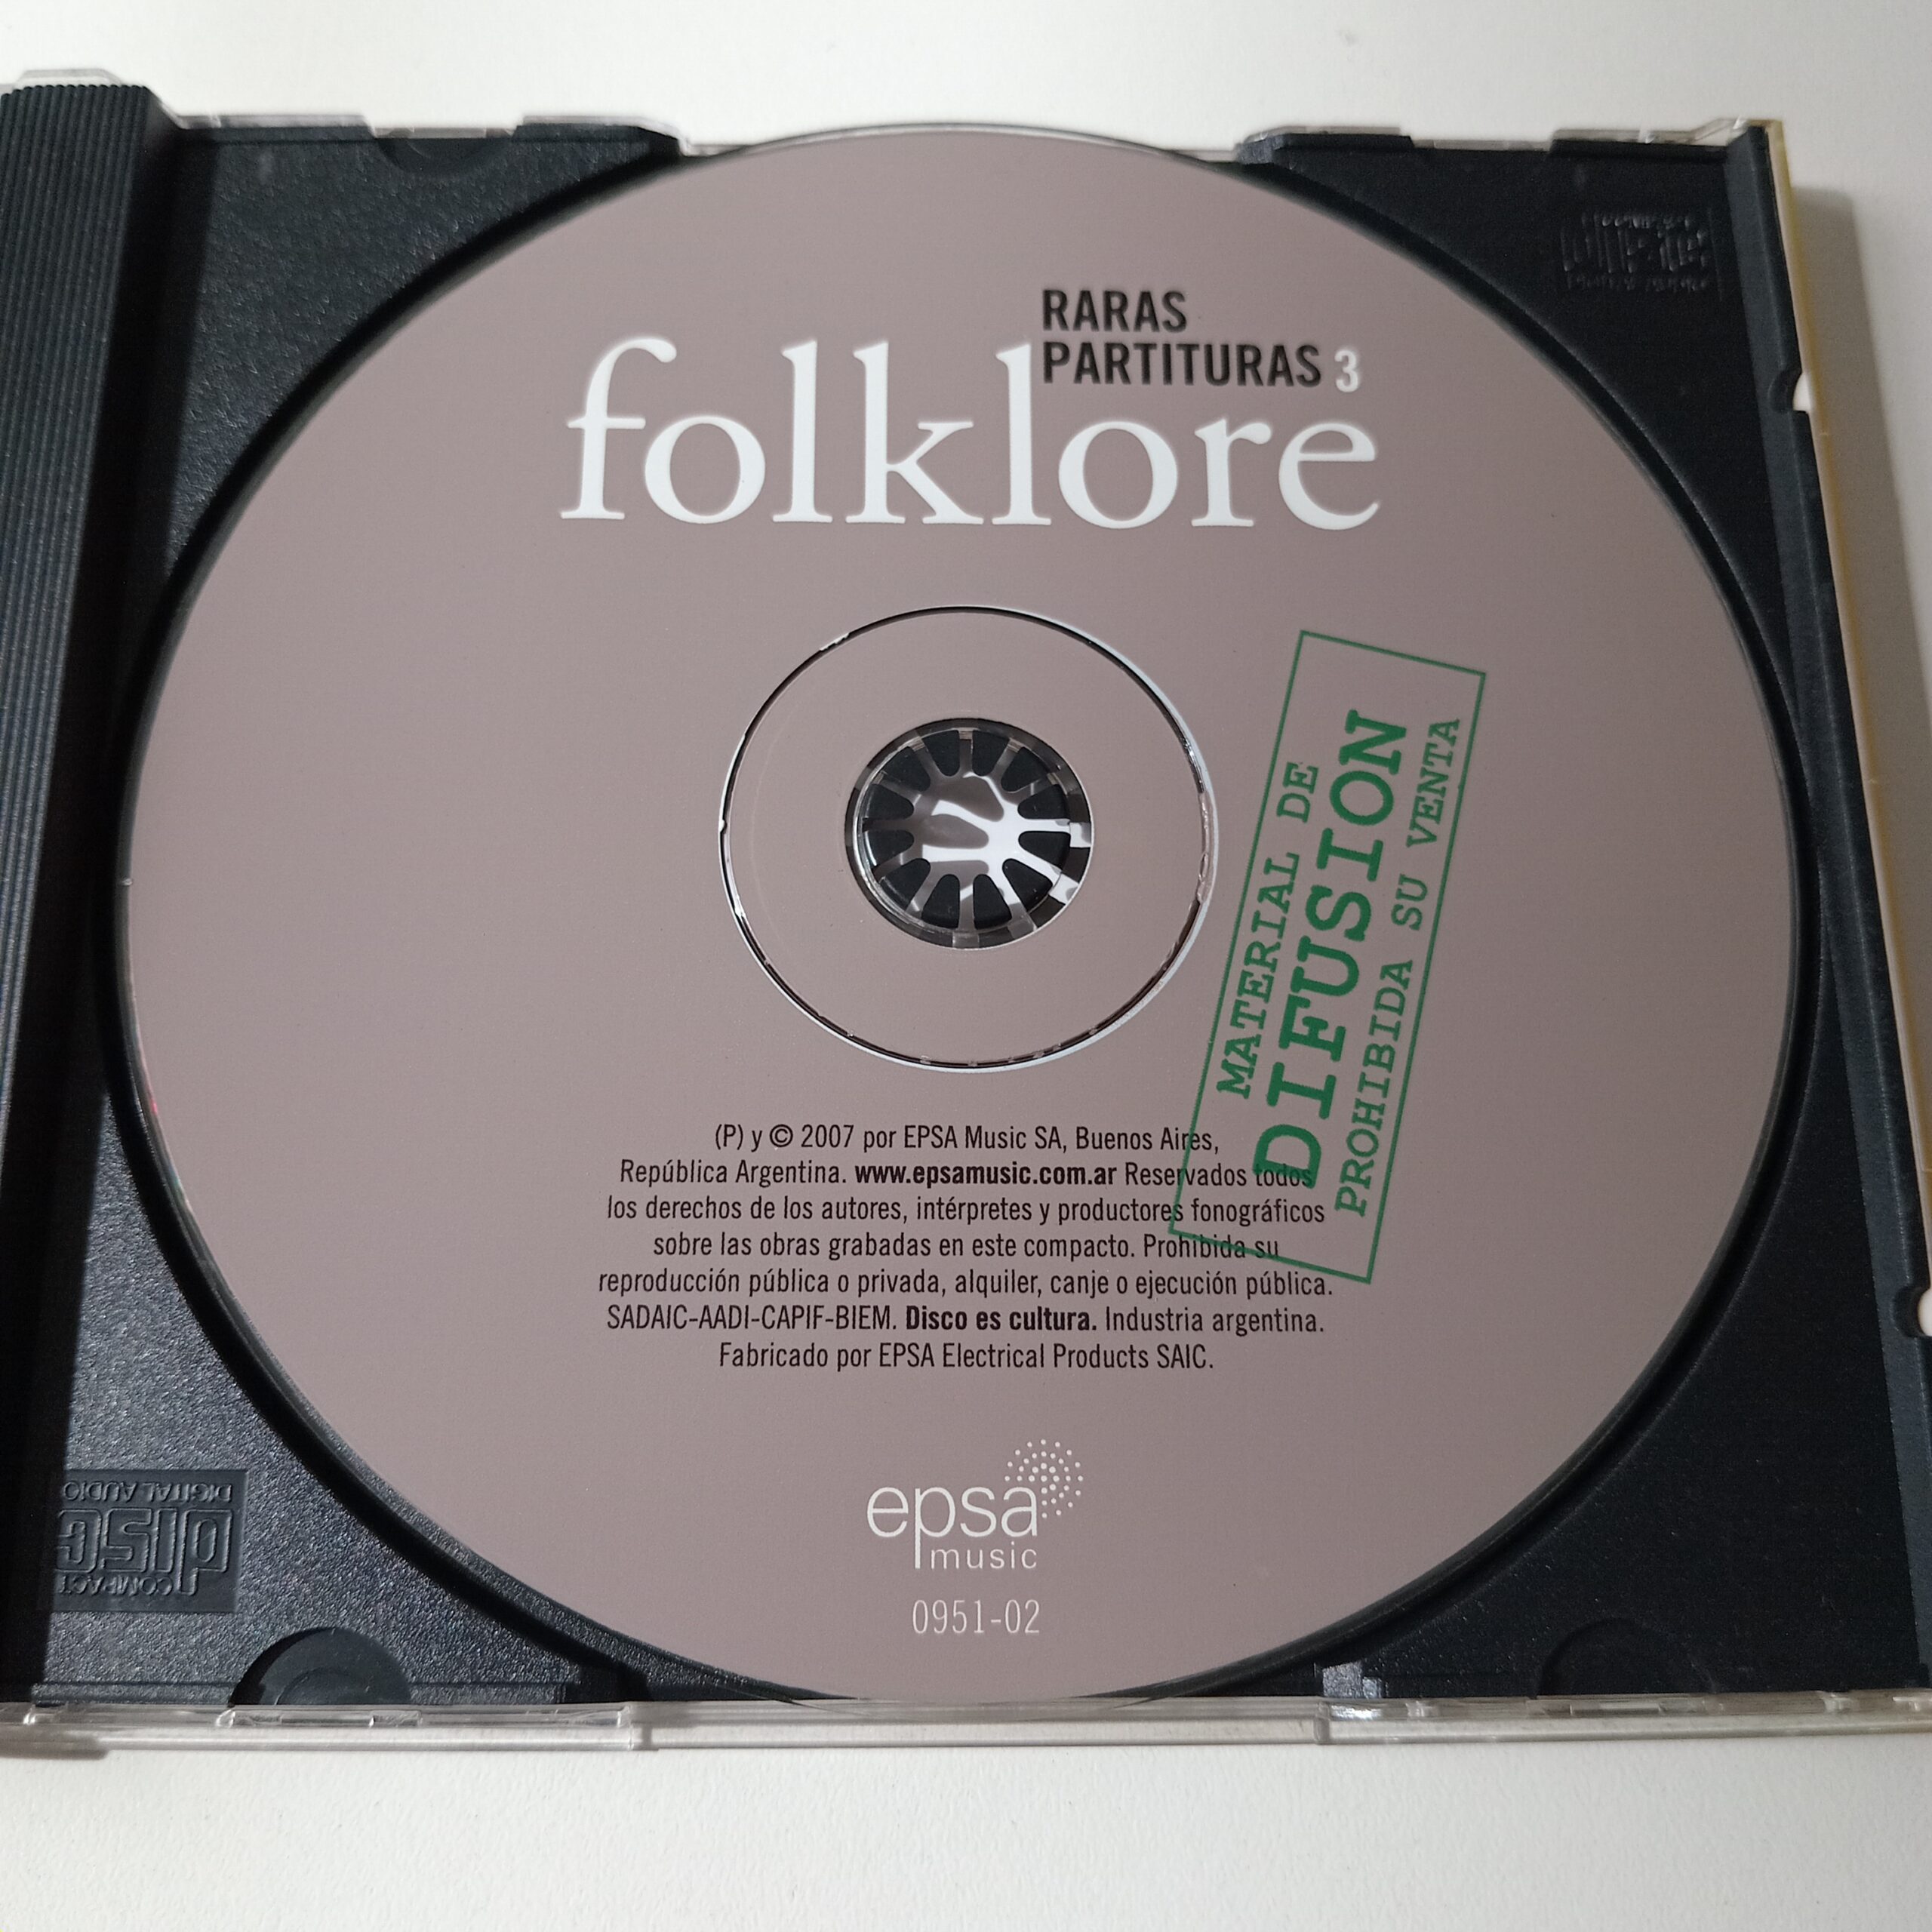 RARAS
PARTITURAS 3
folklore
MATERIAL DE
DIFUSION
PROHIBIDA SU VENTA
(P) y © 2007 por EPSA Music SA, Buenos Aires,
República Argentina. www.epsamusic.com.ar Reservados todos
los derechos de los autores, intérpretes y productores fonográficos
sobre las obras grabadas en este compacto. Prohibida su
reproducción pública o privada, alquiler, canje o ejecución pública.
SADAIC-AADI-CAPIF-BIEM. Disco es cultura. Industria argentina.
Fabricado por EPSA Electrical Products SAIC.
epsa
music
0951-02
COMPACT
disc
DIGITAL AUDIO